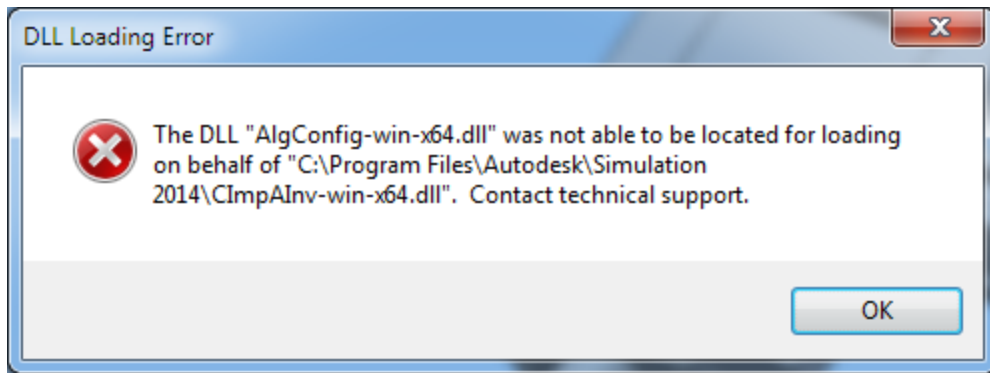 DLL Loading Error
The DLL "AlgConfig-win-x64.dll" was not able to be located for loading
on behalf of "C:\Program Files\Autodesk\Simulation
2014\CImpAInv-win-x64.dll".  Contact technical support.
OK